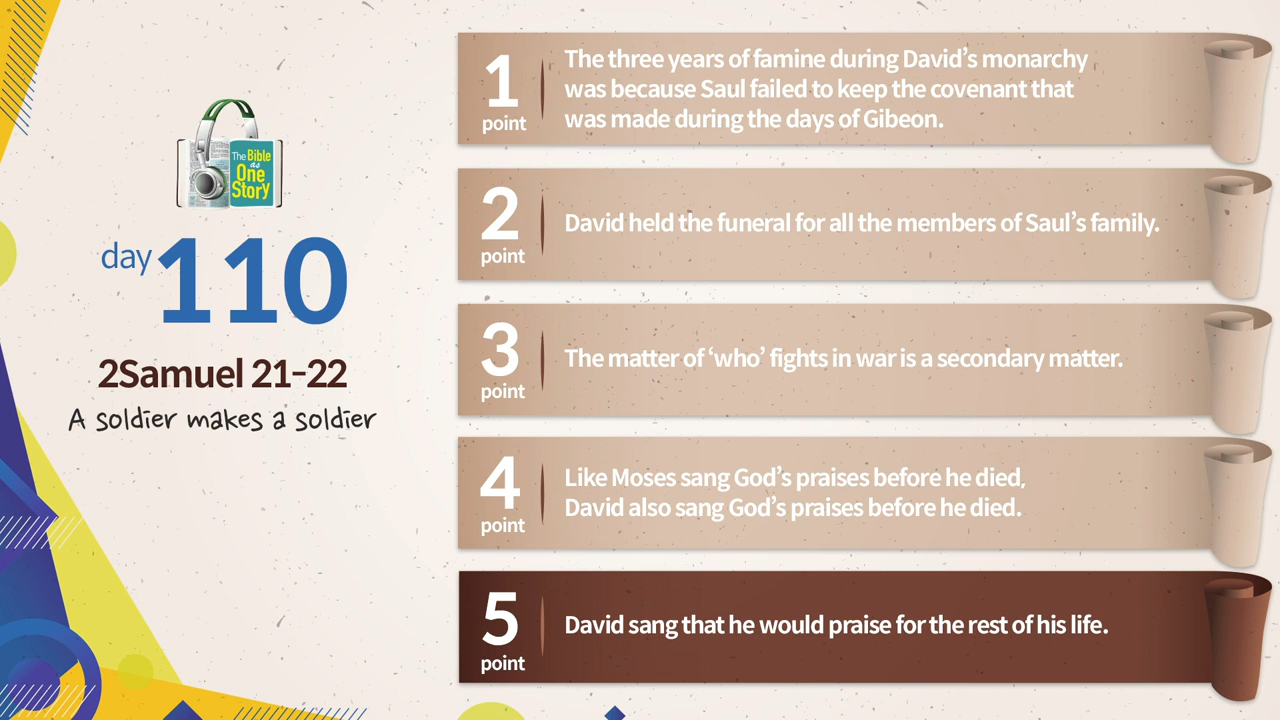 The Bible
as
One
Story
day 110
2Samuel 21-22
A soldier makes a soldier
1
point
The three years of famine during David's monarchy
was because Saul failed to keep the covenant that
was made during the days of Gibeon.
2
point
David held the funeral for all the members of Saul's family.
3
point
The matter of 'who' fights in war is a secondary matter.
4
point
Like Moses sang God's praises before he died,
David also sang God's praises before he died.
5
point
David sang that he would praise for the rest of his life.